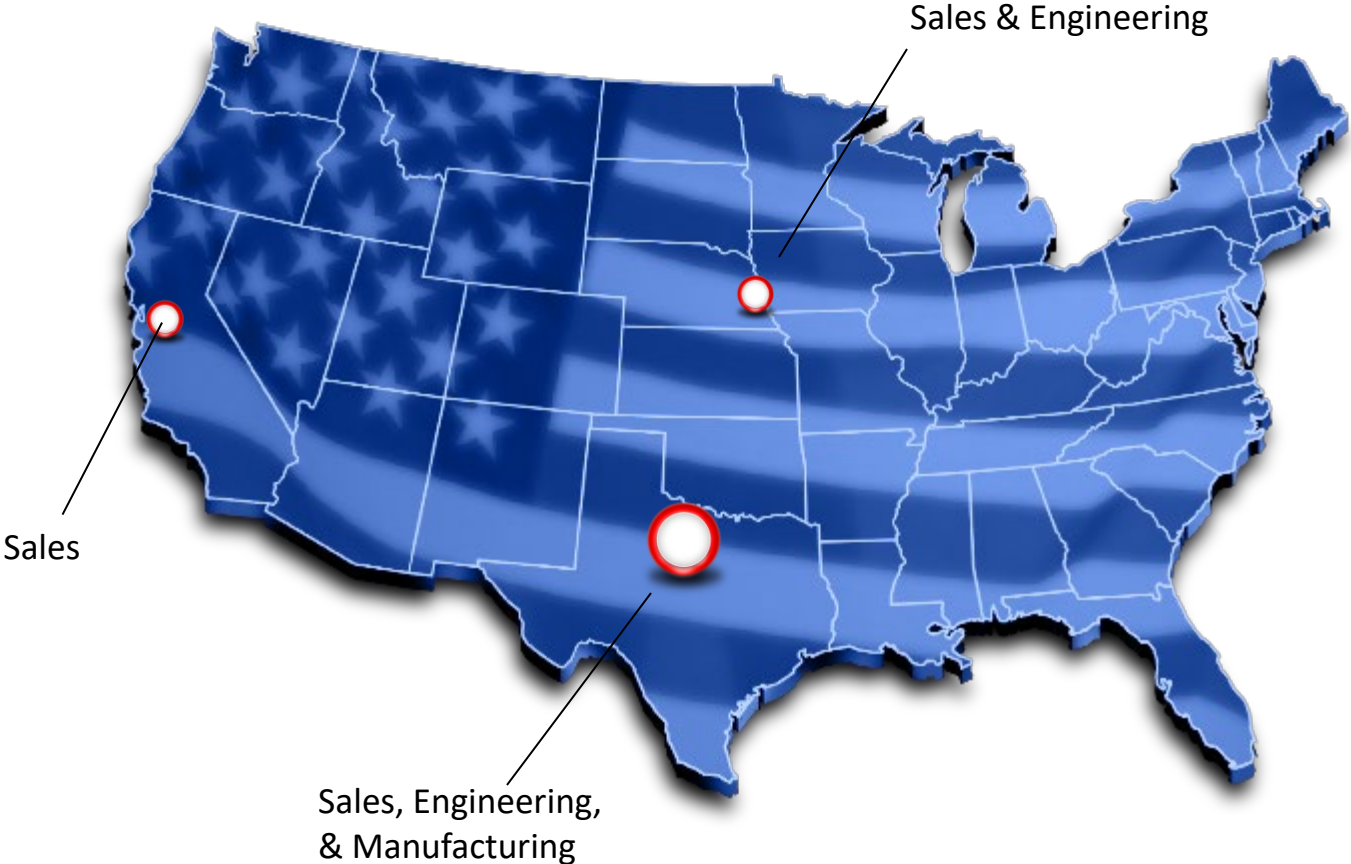 Sales & Engineering
Sales
Sales, Engineering,
& Manufacturing